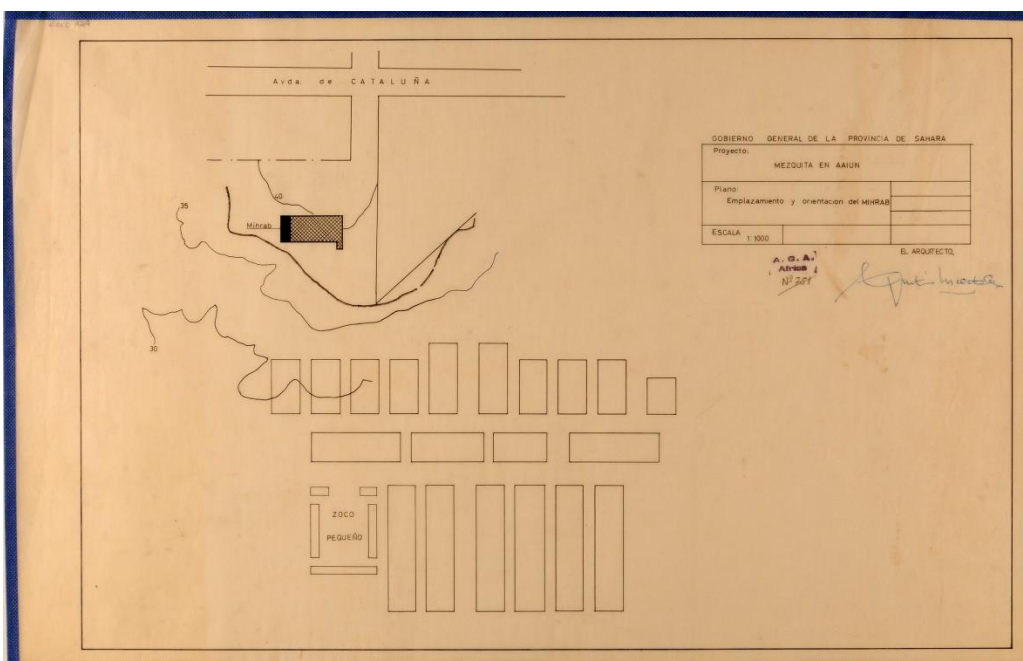 Avda. de CATALUÑA
40
35
Mihrab
30
ZOCO
PEQUEÑO
GOBIERNO GENERAL DE LA PROVINCIA DE SAHARA
Proyecto:
MEZQUITA EN AAIUN
Plano:
Emplazamiento y orientacion del MIHRAB
ESCALA 1:1000
EL ARQUITECTO,
A. G. A.
Africa
Nº